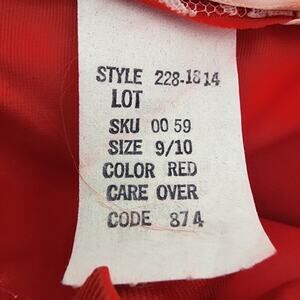 STYLE 228-1814
LOT
SKU 00 59
SIZE 9/10
COLOR RED
CARE OVER
CODE 874